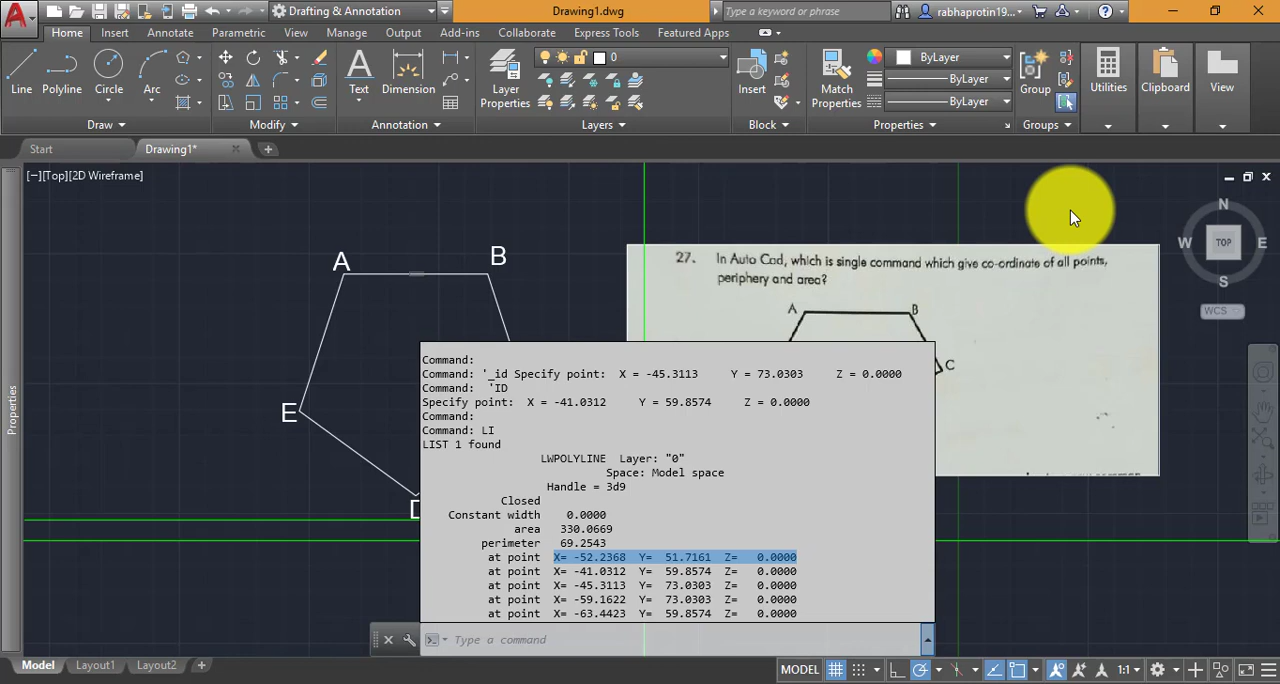 Drafting & Annotation
Drawing1.dwg
Type a keyword or phrase
rabhaprotin19...
Home Insert Annotate Parametric View Manage Output Add-ins Collaborate Express Tools Featured Apps
Line Polyline Circle Arc
Text Dimension
Layer Properties
0
Insert
Match Properties
ByLayer
ByLayer
ByLayer
Group
Utilities Clipboard View
Draw Modify Annotation Layers Block Properties Groups
Start Drawing1*
[−][Top][2D Wireframe]
N
W TOP E
S
WCS
A B
E
D
27. In Auto Cad, which is single command which give co-ordinate of all points,
periphery and area?
A B
C
Properties
Command:
Command: '_id Specify point: X = -45.3113 Y = 73.0303 Z = 0.0000
Command: 'ID
Specify point: X = -41.0312 Y = 59.8574 Z = 0.0000
Command:
Command: LI
LIST 1 found
LWPOLYLINE Layer: "0"
Space: Model space
Handle = 3d9
Closed
Constant width 0.0000
area 330.0669
perimeter 69.2543
at point X= -52.2368 Y= 51.7161 Z= 0.0000
at point X= -41.0312 Y= 59.8574 Z= 0.0000
at point X= -45.3113 Y= 73.0303 Z= 0.0000
at point X= -59.1622 Y= 73.0303 Z= 0.0000
at point X= -63.4423 Y= 59.8574 Z= 0.0000
Type a command
Model Layout1 Layout2
MODEL 1:1